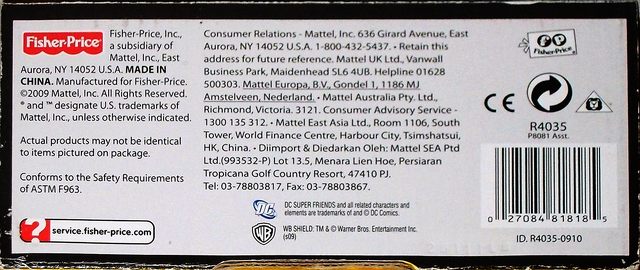 Fisher-Price
Fisher-Price, Inc.,
a subsidiary of
Mattel, Inc., East
Aurora, NY 14052 U.S.A. MADE IN
CHINA. Manufactured for Fisher-Price.
©2009 Mattel, Inc. All Rights Reserved.
® and ™ designate U.S. trademarks of
Mattel, Inc., unless otherwise indicated.
Actual products may not be identical
to items pictured on package.
Conforms to the Safety Requirements
of ASTM F963.
? service.fisher-price.com
Consumer Relations - Mattel, Inc. 636 Girard Avenue, East
Aurora, NY 14052 U.S.A. 1-800-432-5437. • Retain this
address for future reference. Mattel UK Ltd., Vanwall
Business Park, Maidenhead SL6 4UB. Helpline 01628
500303. Mattel Europa, B.V., Gondel 1, 1186 MJ
Amstelveen, Nederland. • Mattel Australia Pty. Ltd.,
Richmond, Victoria. 3121. Consumer Advisory Service -
1300 135 312. • Mattel East Asia Ltd., Room 1106, South
Tower, World Finance Centre, Harbour City, Tsimshatsui,
HK, China. • Diimport & Diedarkan Oleh: Mattel SEA Ptd
Ltd.(993532-P) Lot 13.5, Menara Lien Hoe, Persiaran
Tropicana Golf Country Resort, 47410 PJ.
Tel: 03-78803817, Fax: 03-78803867.
DC
DC SUPER FRIENDS and all related characters and
elements are trademarks of and © DC Comics.
WB
WB SHIELD: TM & © Warner Bros. Entertainment Inc.
(s09)
Fisher-Price
CE
R4035
P8081 Asst.
0 27084 81818 5
ID. R4035-0910